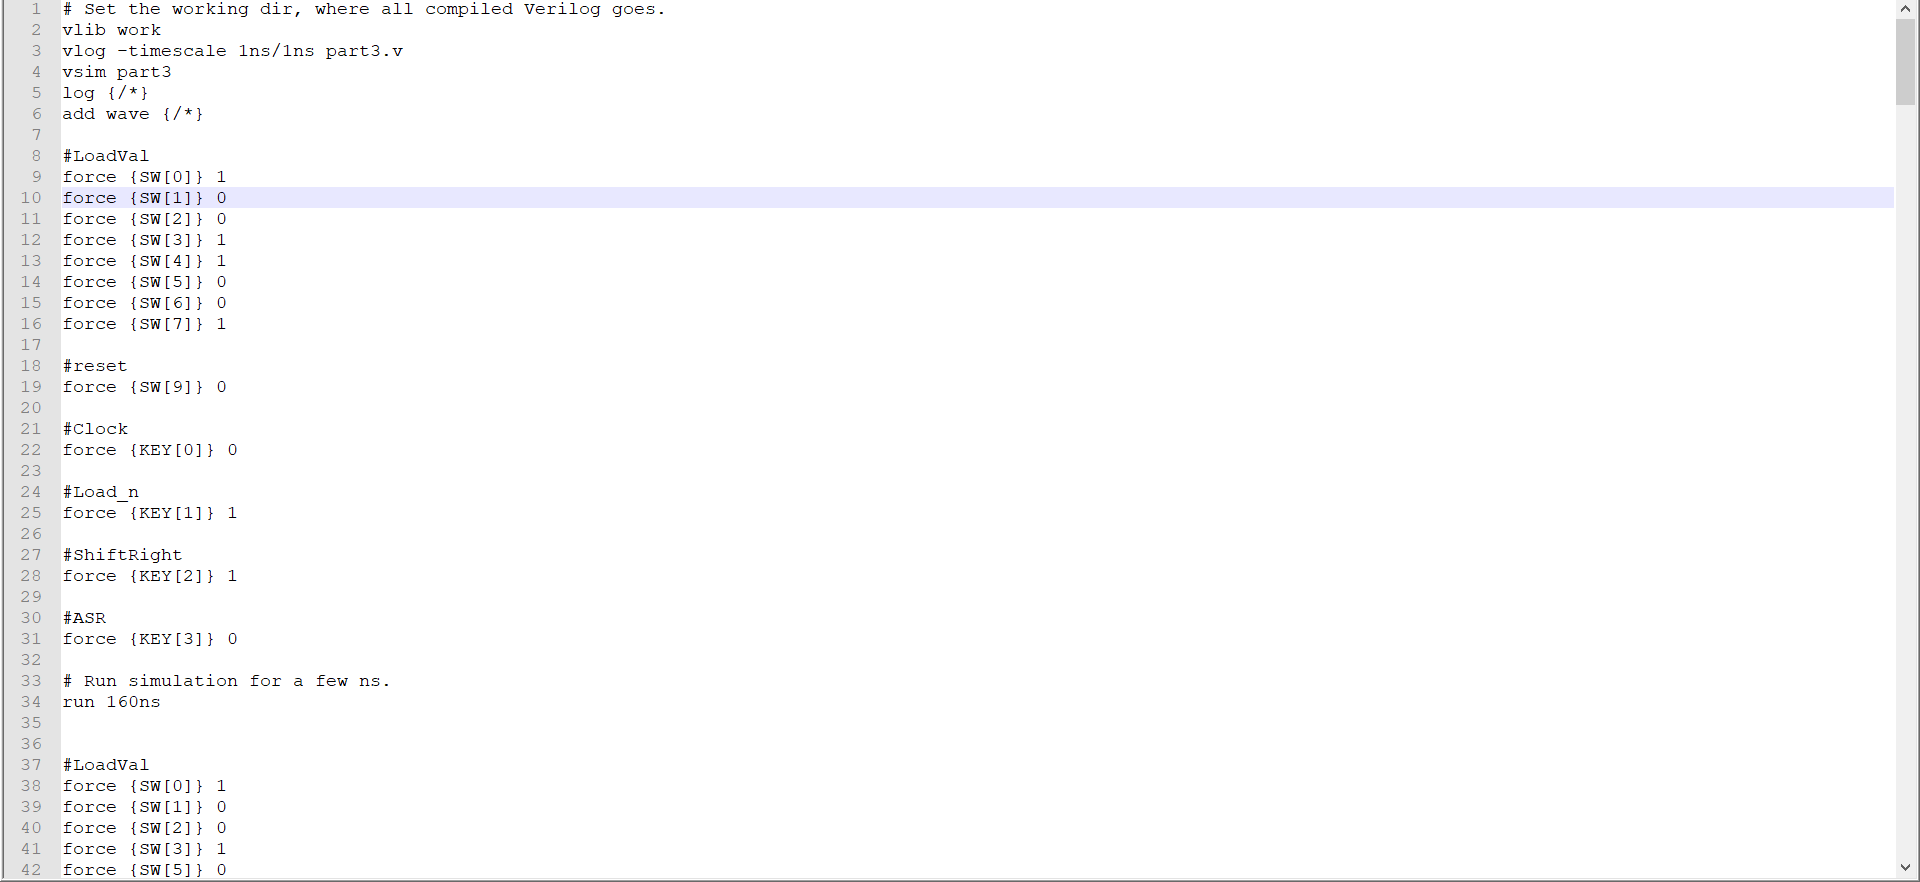 1 # Set the working dir, where all compiled Verilog goes.
2 vlib work
3 vlog -timescale 1ns/1ns part3.v
4 vsim part3
5 log {/*}
6 add wave {/*}
7
8 #LoadVal
9 force {SW[0]} 1
10 force {SW[1]} 0
11 force {SW[2]} 0
12 force {SW[3]} 1
13 force {SW[4]} 1
14 force {SW[5]} 0
15 force {SW[6]} 0
16 force {SW[7]} 1
17
18 #reset
19 force {SW[9]} 0
20
21 #Clock
22 force {KEY[0]} 0
23
24 #Load_n
25 force {KEY[1]} 1
26
27 #ShiftRight
28 force {KEY[2]} 1
29
30 #ASR
31 force {KEY[3]} 0
32
33 # Run simulation for a few ns.
34 run 160ns
35
36
37 #LoadVal
38 force {SW[0]} 1
39 force {SW[1]} 0
40 force {SW[2]} 0
41 force {SW[3]} 1
42 force {SW[5]} 0